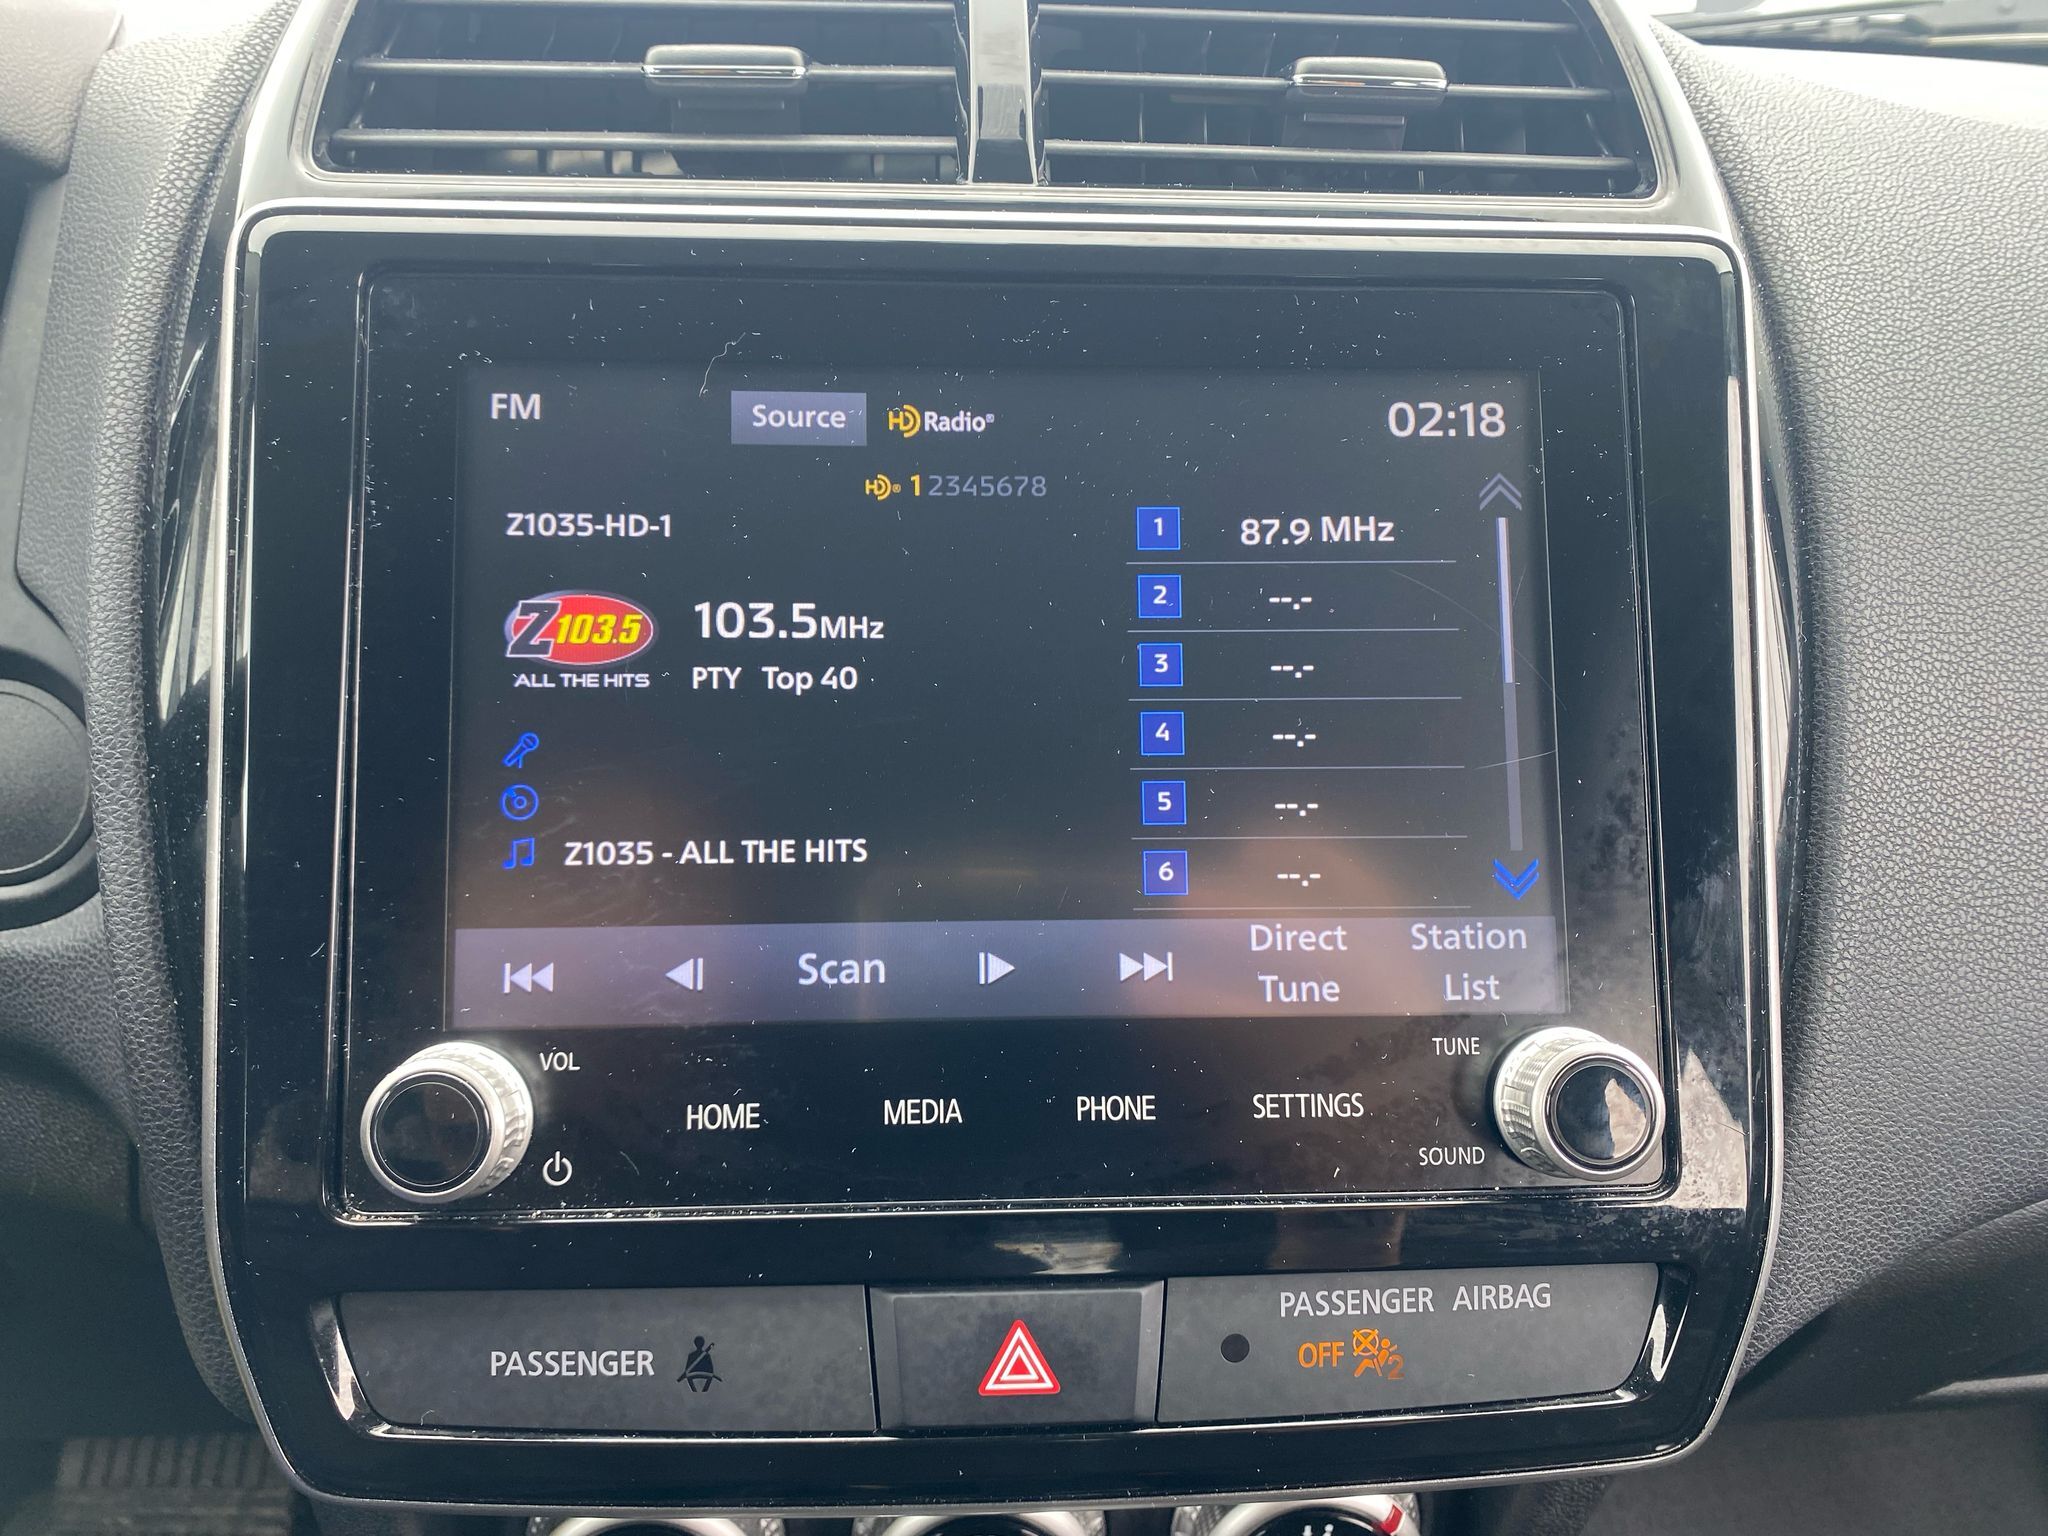 FM
Source
HD Radio®
02:18
HD® 12345678
Z1035-HD-1
Z103.5
ALL THE HITS
103.5MHz
PTY Top 40
Z1035 - ALL THE HITS
1 87.9 MHz
2 --.-
3 --.-
4 --.-
5 --.-
6 --.-
Scan
Direct
Tune
Station
List
VOL
TUNE
HOME
MEDIA
PHONE
SETTINGS
SOUND
PASSENGER
PASSENGER AIRBAG
OFF
2